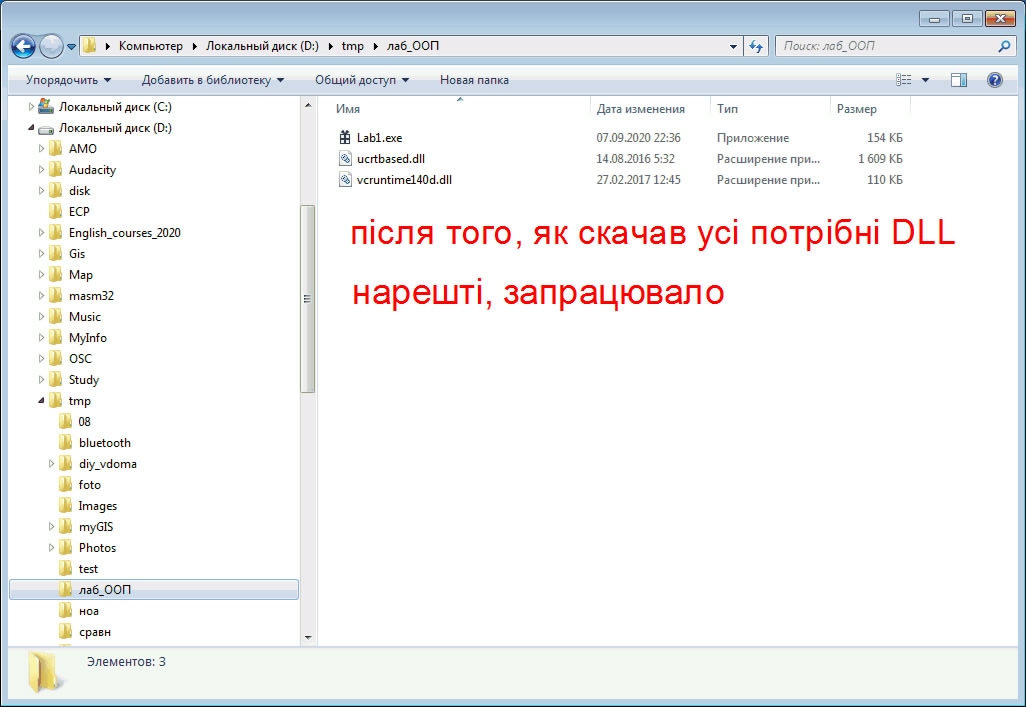 Компьютер ▸ Локальный диск (D:) ▸ tmp ▸ лаб_ООП
Поиск: лаб_ООП
Упорядочить
Добавить в библиотеку
Общий доступ
Новая папка
Локальный диск (C:)
Локальный диск (D:)
AMO
Audacity
disk
ECP
English_courses_2020
Gis
Map
masm32
Music
MyInfo
OSC
Study
tmp
08
bluetooth
diy_vdoma
foto
Images
myGIS
Photos
test
лаб_ООП
ноа
сравн
Имя Дата изменения Тип Размер
Lab1.exe 07.09.2020 22:36 Приложение 154 КБ
ucrtbased.dll 14.08.2016 5:32 Расширение при... 1 609 КБ
vcruntime140d.dll 27.02.2017 12:45 Расширение при... 110 КБ
після того, як скачав усі потрібні DLL
нарешті, запрацювало
Элементов: 3